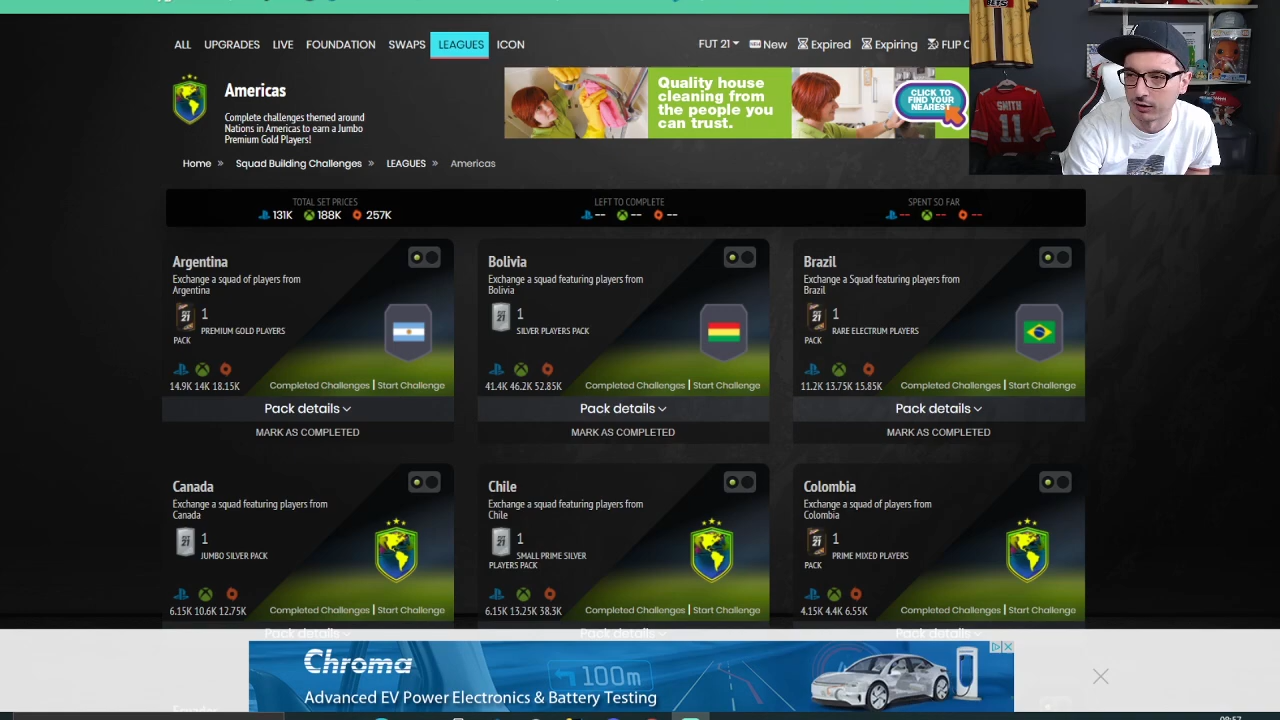 ALL UPGRADES LIVE FOUNDATION SWAPS LEAGUES ICON FUT 21 New Expired Expiring FLIP
Americas
challenges themed around
Nations in Americas to earn a Jumbo
Premium Gold Players!
Quality house
cleaning from
the people you
can trust.
CLICK TO
FIND YOUR
NEAREST
SMITH
11
Home » Squad Building Challenges » LEAGUES » Americas
TOTAL SET PRICES
131K 188K 257K
LEFT TO COMPLETE
-- -- --
SPENT SO FAR
-- -- --
Argentina
Exchange a squad of players from
Argentina
1
PREMIUM GOLD PLAYERS
PACK
14.9K 14K 18.15K
Completed Challenges | Start Challenge
Pack details
MARK AS COMPLETED
Bolivia
Exchange a squad featuring players from
Bolivia
1
SILVER PLAYERS PACK
41.4K 46.2K 52.85K
Completed Challenges | Start Challenge
Pack details
MARK AS COMPLETED
Brazil
Exchange a Squad featuring players from
Brazil
1
RARE ELECTRUM PLAYERS
PACK
11.2K 13.75K 15.85K
Completed Challenges | Start Challenge
Pack details
MARK AS COMPLETED
Canada
Exchange a squad featuring players from
Canada
1
JUMBO SILVER PACK
6.15K 10.6K 12.75K
Completed Challenges | Start Challenge
Pack details
Chile
Exchange a squad featuring players from
Chile
1
SMALL PRIME SILVER
PLAYERS PACK
6.15K 13.25K 38.3K
Completed Challenges | Start Challenge
Pack details
Colombia
Exchange a squad of players from
Colombia
1
PRIME MIXED PLAYERS
PACK
4.15K 4.4K 6.55K
Completed Challenges | Start Challenge
Pack details
Chroma
Advanced EV Power Electronics & Battery Testing
100m